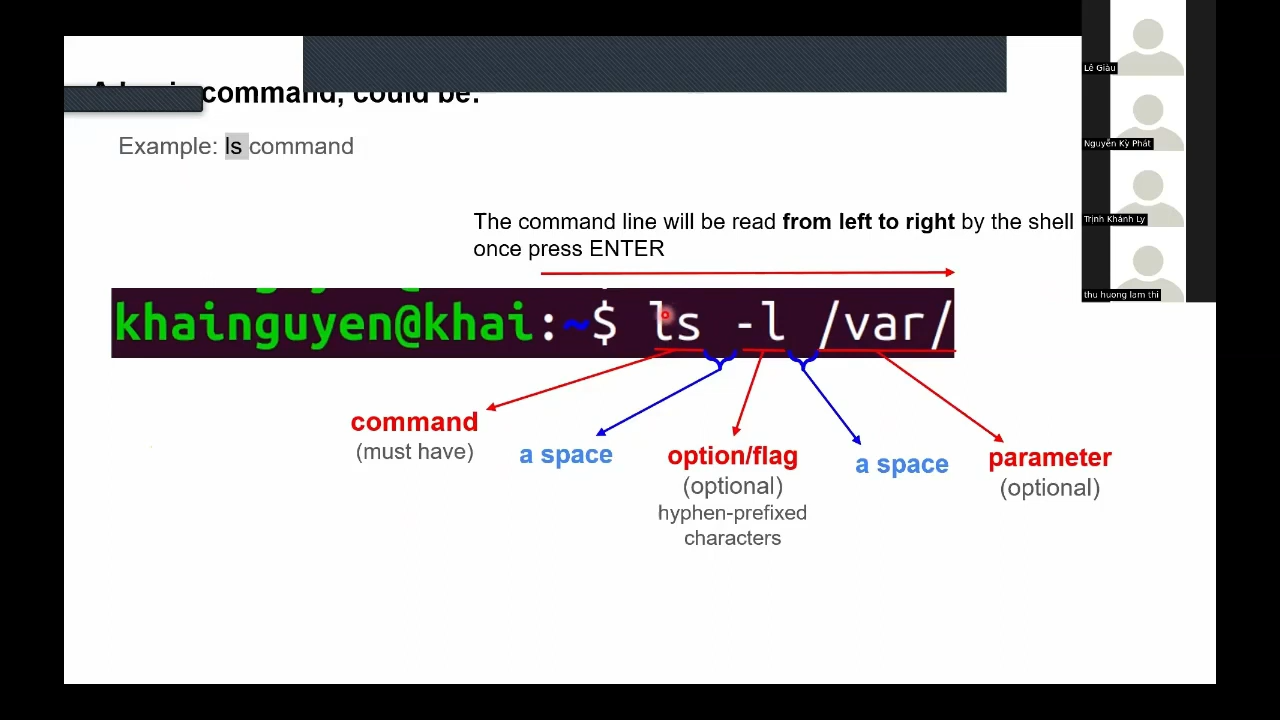 command, could be:
Example: ls command
The command line will be read from left to right by the shell
once press ENTER
khainguyen@khai:~$ ls -l /var/
command
(must have)
a space
option/flag
(optional)
hyphen-prefixed
characters
a space
parameter
(optional)
Lê Giàu
Nguyễn Kỳ Phát
Trịnh Khánh Ly
thu huong lam thi